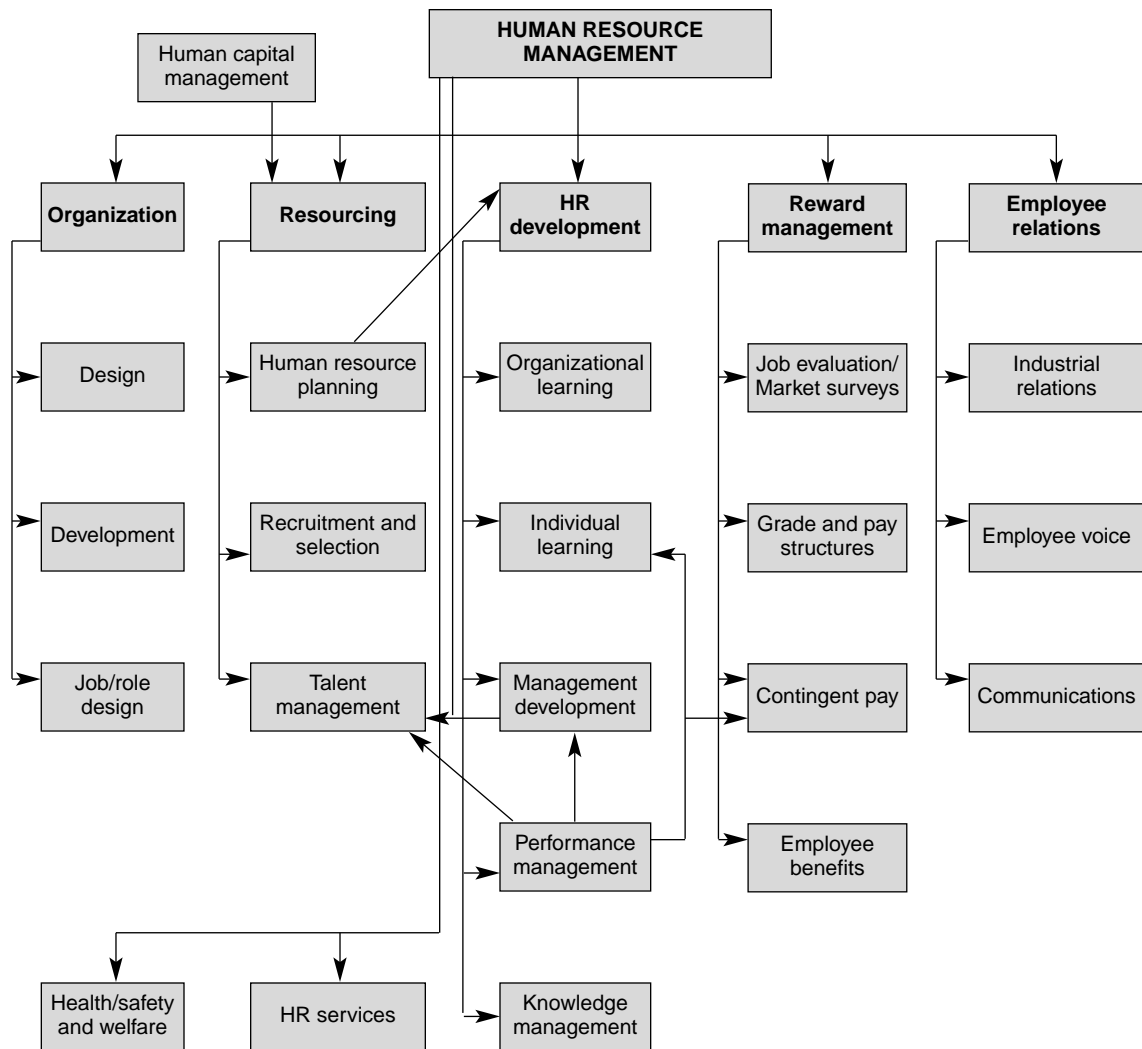 HUMAN RESOURCE
MANAGEMENT
Human capital
management
Organization
Resourcing
HR
development
Reward
management
Employee
relations
Design
Human resource
planning
Organizational
learning
Job evaluation/
Market surveys
Industrial
relations
Development
Recruitment and
selection
Individual
learning
Grade and pay
structures
Employee voice
Job/role
design
Talent
management
Management
development
Contingent pay
Communications
Performance
management
Employee
benefits
Health/safety
and welfare
HR services
Knowledge
management